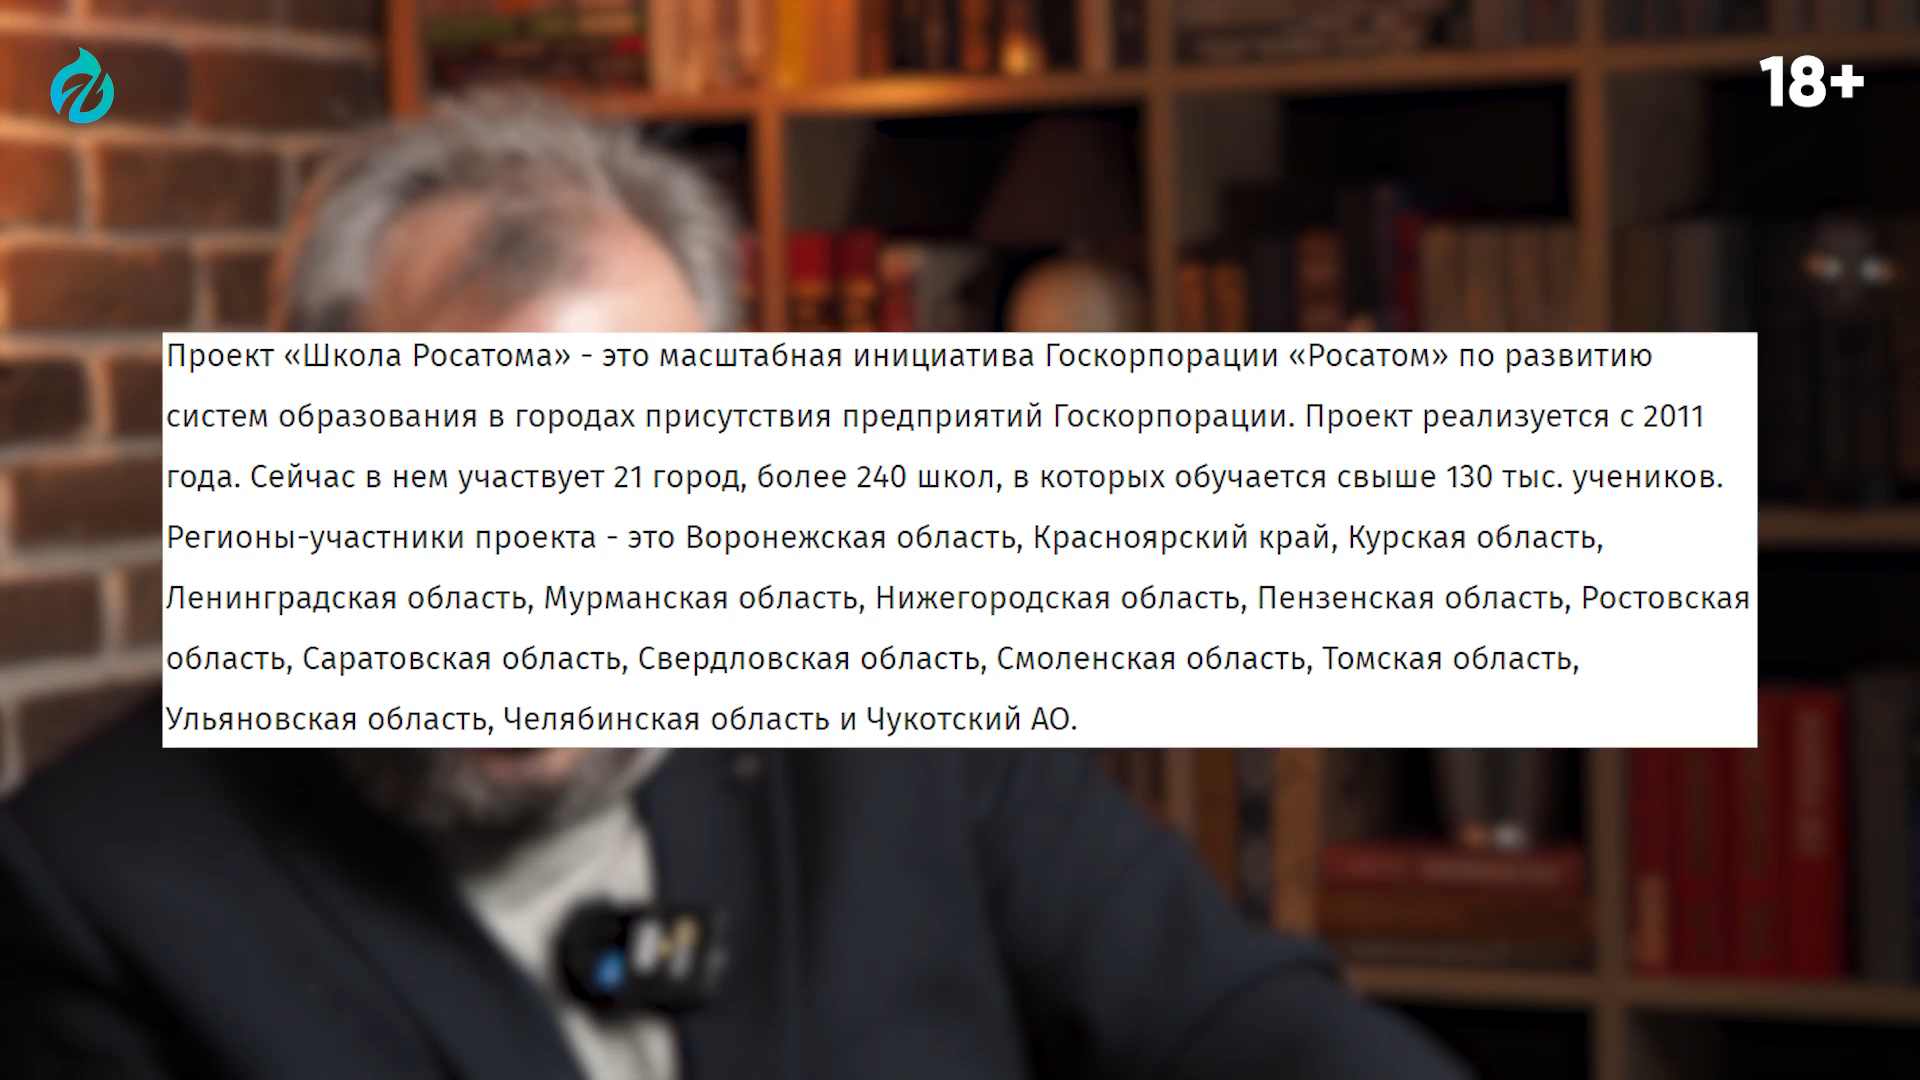 18+
Проект «Школа Росатома» - это масштабная инициатива Госкорпорации «Росатом» по развитию
систем образования в городах присутствия предприятий Госкорпорации. Проект реализуется с 2011
года. Сейчас в нем участвует 21 город, более 240 школ, в которых обучается свыше 130 тыс. учеников.
Регионы-участники проекта - это Воронежская область, Красноярский край, Курская область,
Ленинградская область, Мурманская область, Нижегородская область, Пензенская область, Ростовская
область, Саратовская область, Свердловская область, Смоленская область, Томская область,
Ульяновская область, Челябинская область и Чукотский АО.